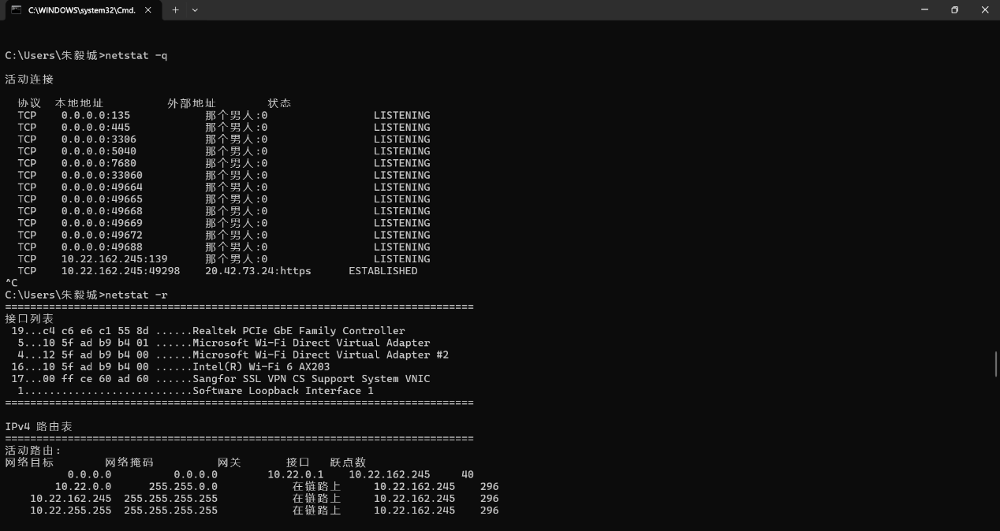 C:\WINDOWS\system32\Cmd.
C:\Users\朱毅城>netstat -q
活动连接
协议 本地地址 外部地址 状态
TCP 0.0.0.0:135 那个男人:0 LISTENING
TCP 0.0.0.0:445 那个男人:0 LISTENING
TCP 0.0.0.0:3306 那个男人:0 LISTENING
TCP 0.0.0.0:5040 那个男人:0 LISTENING
TCP 0.0.0.0:7680 那个男人:0 LISTENING
TCP 0.0.0.0:33060 那个男人:0 LISTENING
TCP 0.0.0.0:49664 那个男人:0 LISTENING
TCP 0.0.0.0:49665 那个男人:0 LISTENING
TCP 0.0.0.0:49668 那个男人:0 LISTENING
TCP 0.0.0.0:49669 那个男人:0 LISTENING
TCP 0.0.0.0:49672 那个男人:0 LISTENING
TCP 0.0.0.0:49688 那个男人:0 LISTENING
TCP 10.22.162.245:139 那个男人:0 LISTENING
TCP 10.22.162.245:49298 20.42.73.24:https ESTABLISHED
^C
C:\Users\朱毅城>netstat -r
===========================================================================
接口列表
19...c4 c6 e6 c1 55 8d ......Realtek PCIe GbE Family Controller
5...10 5f ad b9 b4 01 ......Microsoft Wi-Fi Direct Virtual Adapter
4...12 5f ad b9 b4 00 ......Microsoft Wi-Fi Direct Virtual Adapter #2
16...10 5f ad b9 b4 00 ......Intel(R) Wi-Fi 6 AX203
17...00 ff ce 60 ad 60 ......Sangfor SSL VPN CS Support System VNIC
1...........................Software Loopback Interface 1
===========================================================================
IPv4 路由表
===========================================================================
活动路由:
网络目标 网络掩码 网关 接口 跃点数
0.0.0.0 0.0.0.0 10.22.0.1 10.22.162.245 40
10.22.0.0 255.255.0.0 在链路上 10.22.162.245 296
10.22.162.245 255.255.255.255 在链路上 10.22.162.245 296
10.22.255.255 255.255.255.255 在链路上 10.22.162.245 296